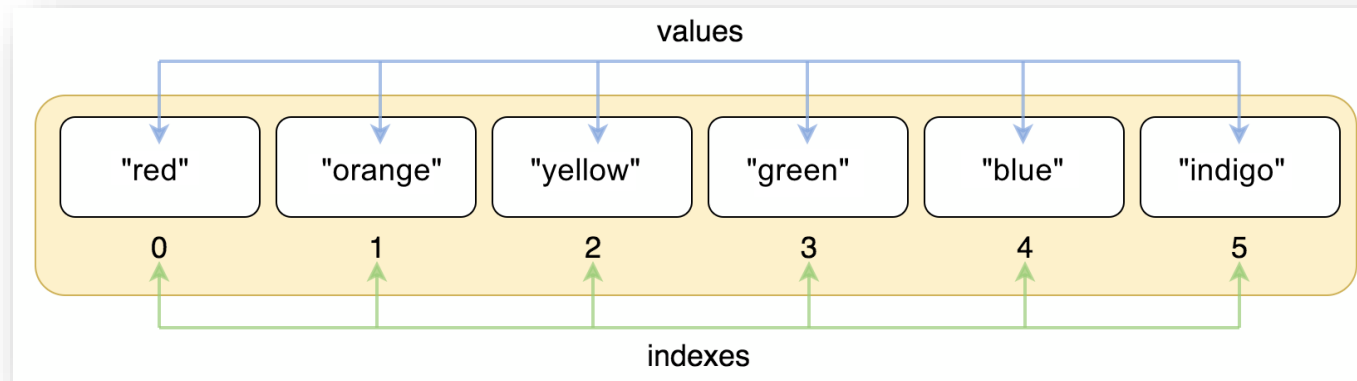 values
"red" "orange" "yellow" "green" "blue" "indigo"
0 1 2 3 4 5
indexes